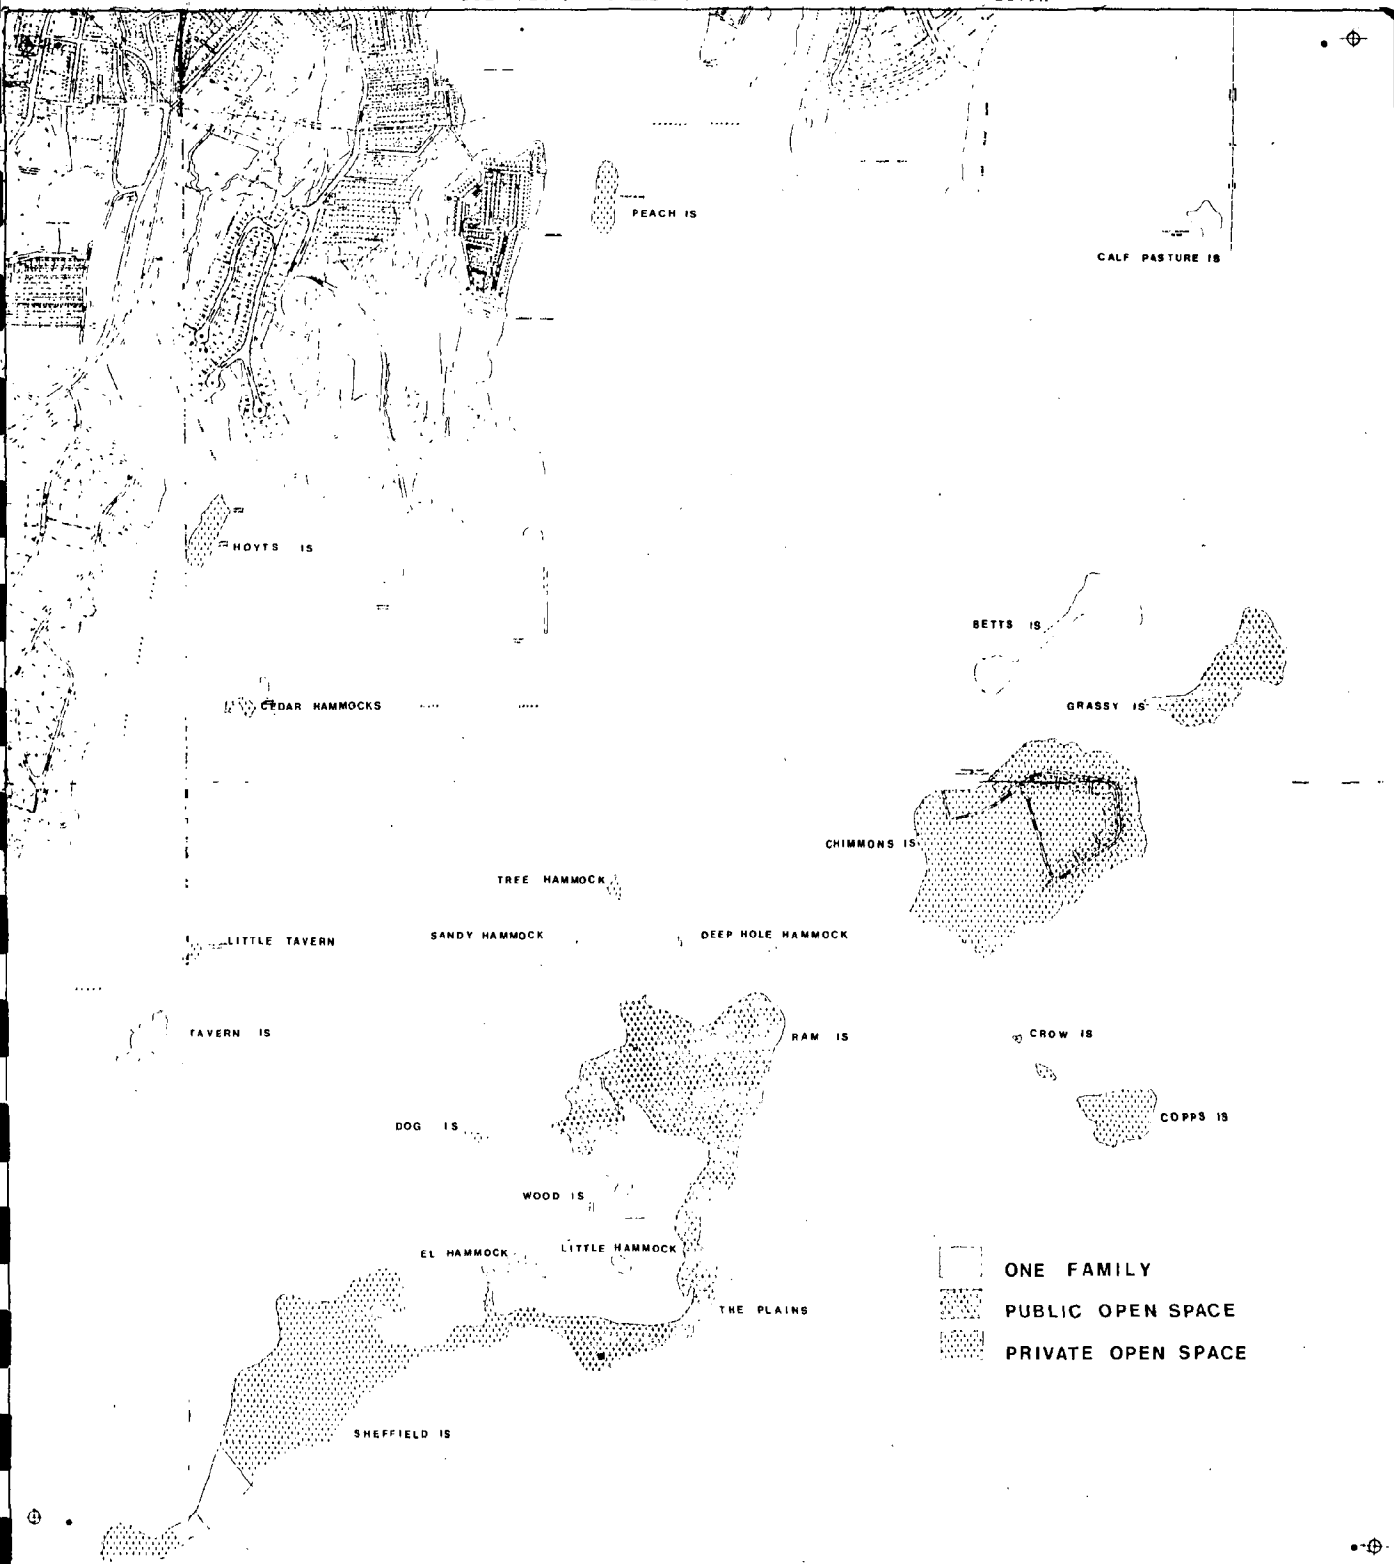 PEACH IS
CALF PASTURE IS
HOYTS IS
BETTS IS
CEDAR HAMMOCKS
GRASSY IS
CHIMMONS IS
TREE HAMMOCK
LITTLE TAVERN
SANDY HAMMOCK
DEEP HOLE HAMMOCK
TAVERN IS
RAM IS
CROW IS
COPPS IS
DOG IS
WOOD IS
EL HAMMOCK
LITTLE HAMMOCK
THE PLAINS
ONE FAMILY
PUBLIC OPEN SPACE
PRIVATE OPEN SPACE
SHEFFIELD IS